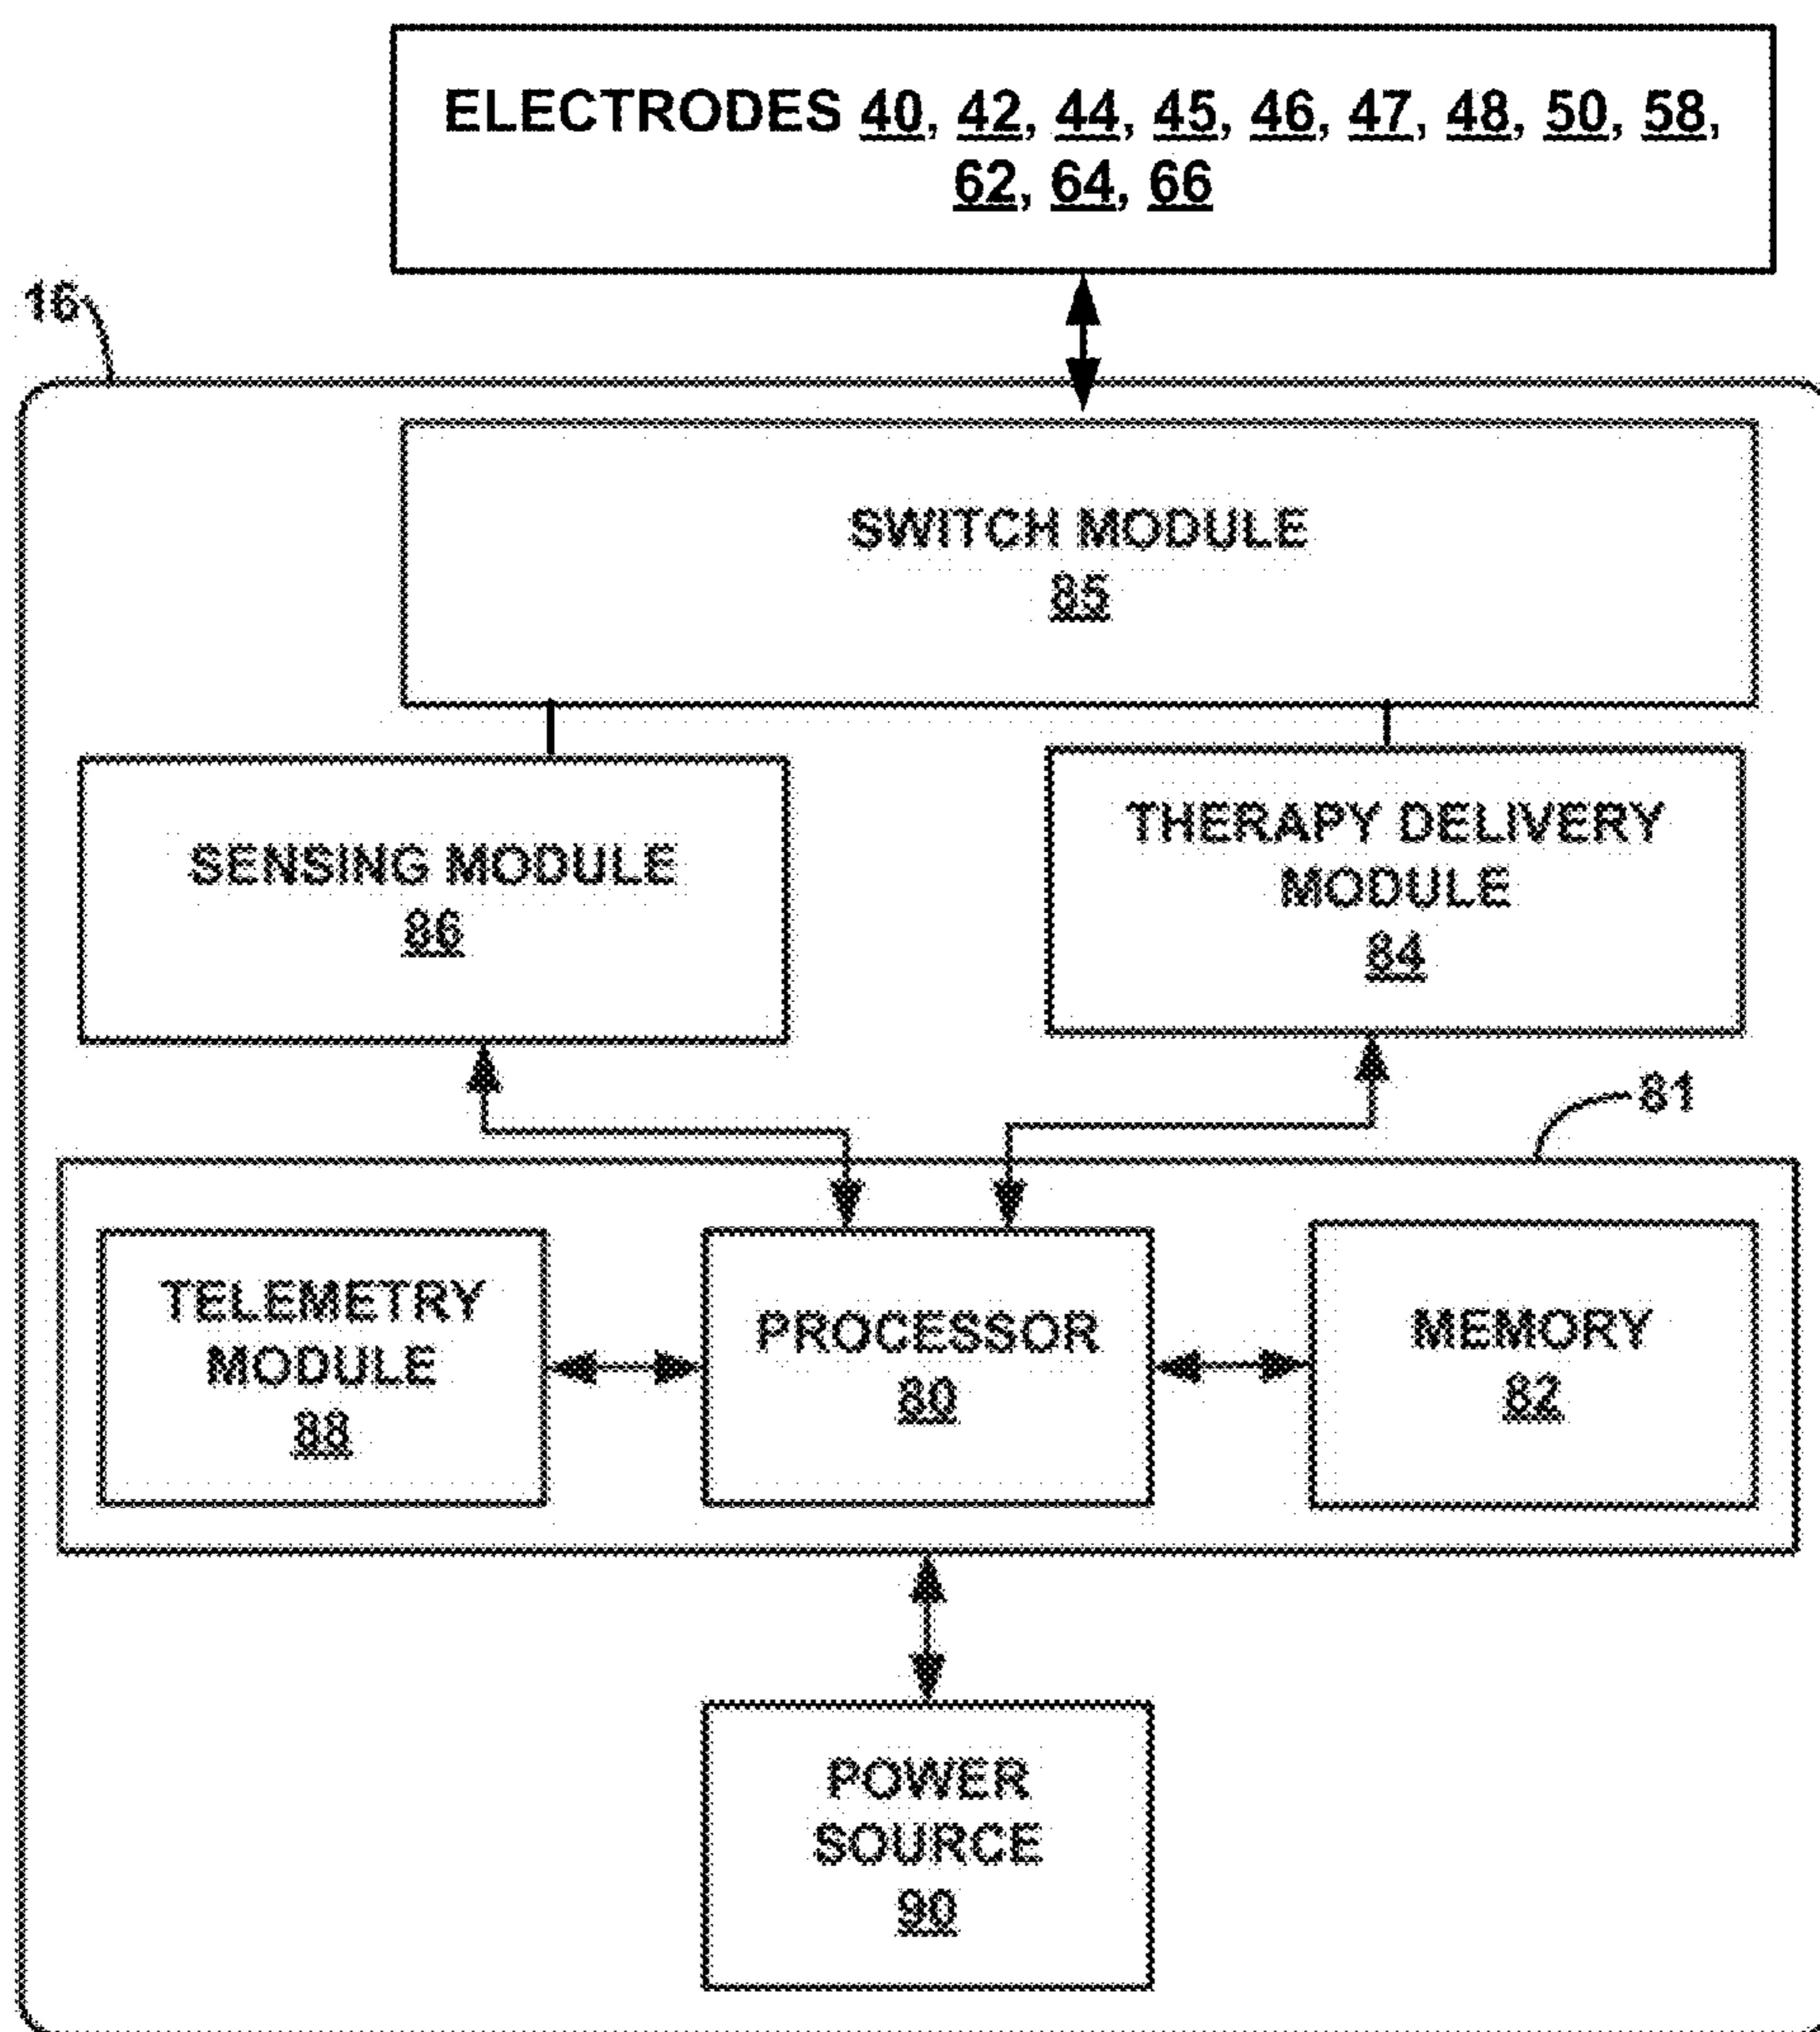 ELECTRODES 40, 42, 44, 45, 46, 47, 48, 50, 58,
62, 64, 66
16
SWITCH MODULE
85
SENSING MODULE
86
THERAPY DELIVERY
MODULE
84
81
TELEMETRY
MODULE
88
PROCESSOR
80
MEMORY
82
POWER
SOURCE
90